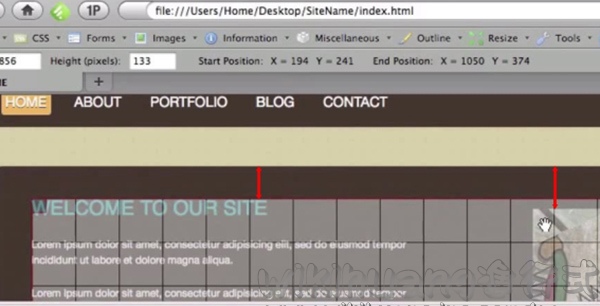 1P file:///Users/Home/Desktop/SiteName/index.html
CSS Forms Images Information Miscellaneous Outline Resize Tools
856 Height (pixels): 133 Start Position: X = 194 Y = 241 End Position: X = 1050 Y = 374
ME
HOME ABOUT PORTFOLIO BLOG CONTACT
WELCOME TO OUR SITE
Lorem ipsum dolor sit amet, consectetur adipisicing elit, sed do eiusmod tempor
incididunt ut labore et dolore magna aliqua.
Lorem ipsum dolor sit amet, consectetur adipisicing elit, sed do eiusmod tempor